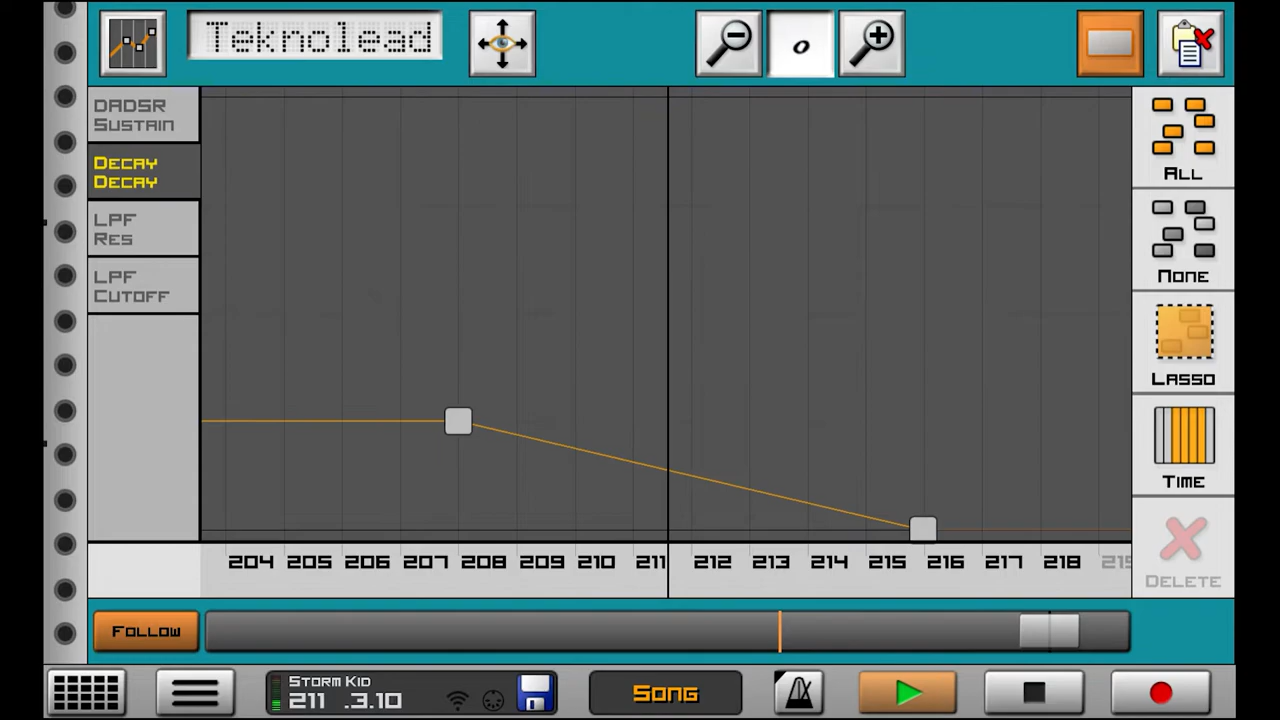 Teknolead
o
DADSR
Sustain
Decay
Decay
LPF
Res
LPF
Cutoff
All
None
Lasso
Time
Delete
204 205 206 207 208 209 210 211 212 213 214 215 216 217 218 219
Follow
Storm Kid
211 .3.10
Song